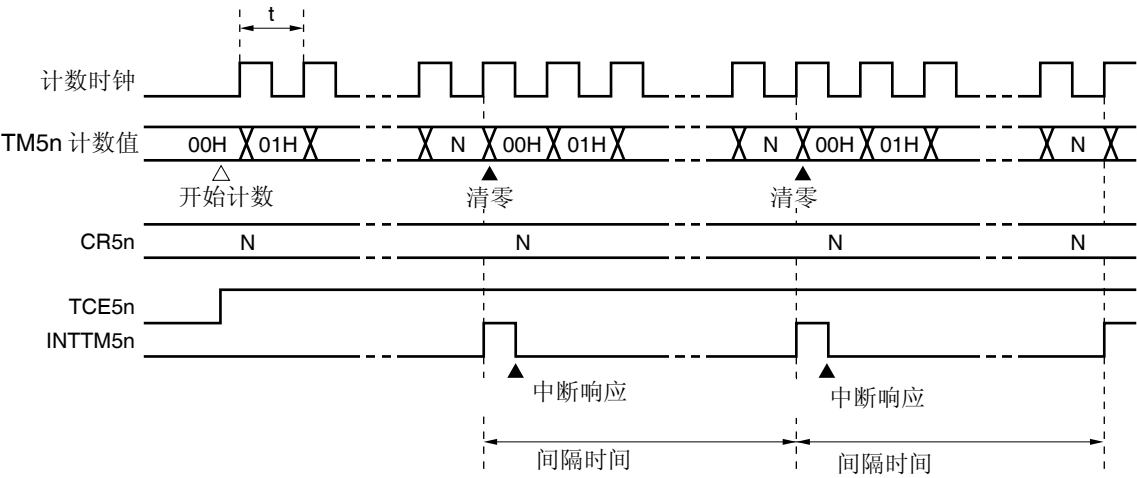 t
计数时钟
TM5n 计数值 00H 01H N 00H 01H N 00H 01H N
开始计数 清零 清零
CR5n N N N N
TCE5n
INTTM5n
中断响应 中断响应
间隔时间 间隔时间